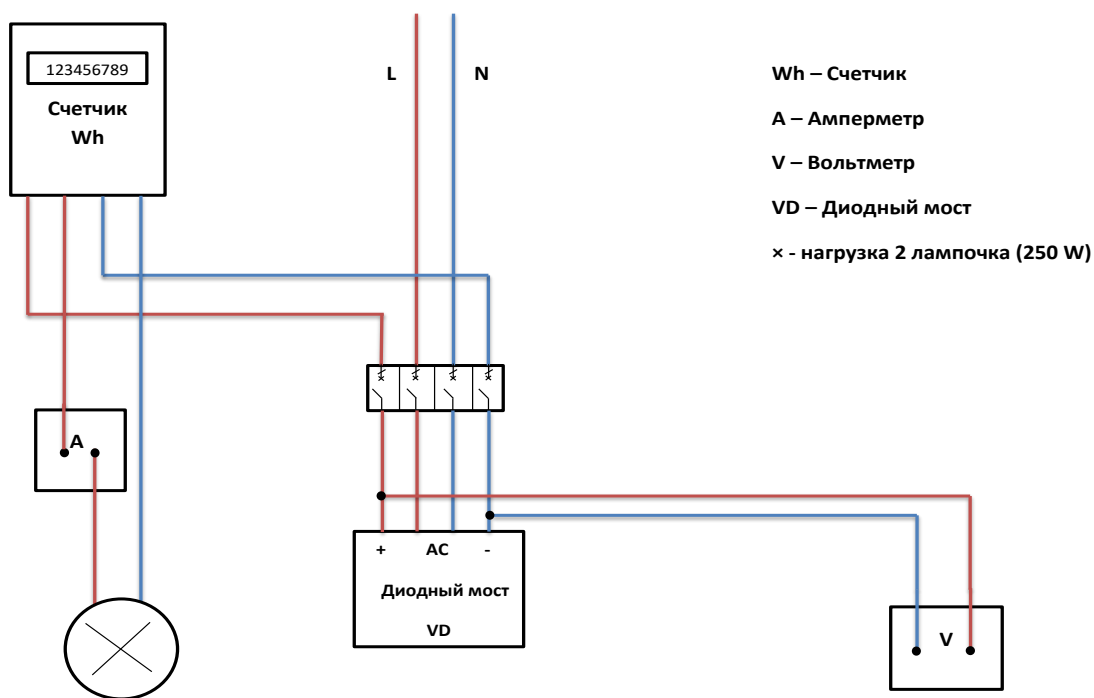 123456789
Счетчик
Wh
L
N
Wh – Счетчик
A – Амперметр
V – Вольтметр
VD – Диодный мост
× - нагрузка 2 лампочка (250 W)
A
+ AC -
Диодный мост
VD
V